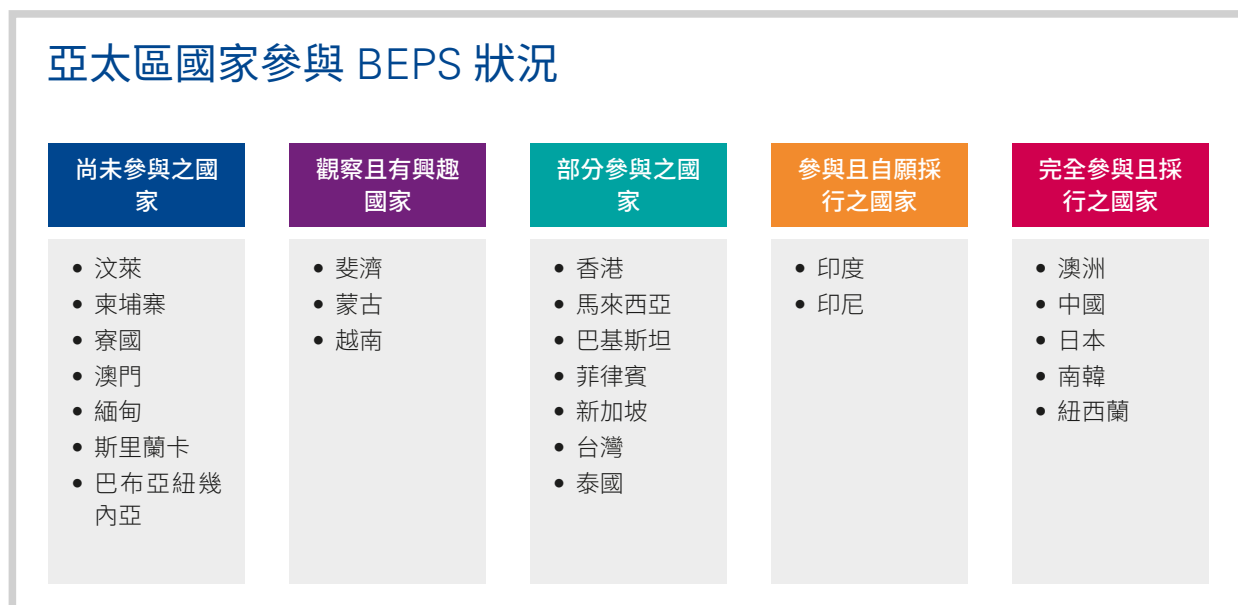 亞太區國家參與 BEPS 狀況
尚未參與之國
家
• 汶萊
• 柬埔寨
• 寮國
• 澳門
• 緬甸
• 斯里蘭卡
• 巴布亞紐幾
內亞
觀察且有興趣
國家
• 斐濟
• 蒙古
• 越南
部分參與之國
家
• 香港
• 馬來西亞
• 巴基斯坦
• 菲律賓
• 新加坡
• 台灣
• 泰國
參與且自願採
行之國家
• 印度
• 印尼
完全參與且採
行之國家
• 澳洲
• 中國
• 日本
• 南韓
• 紐西蘭